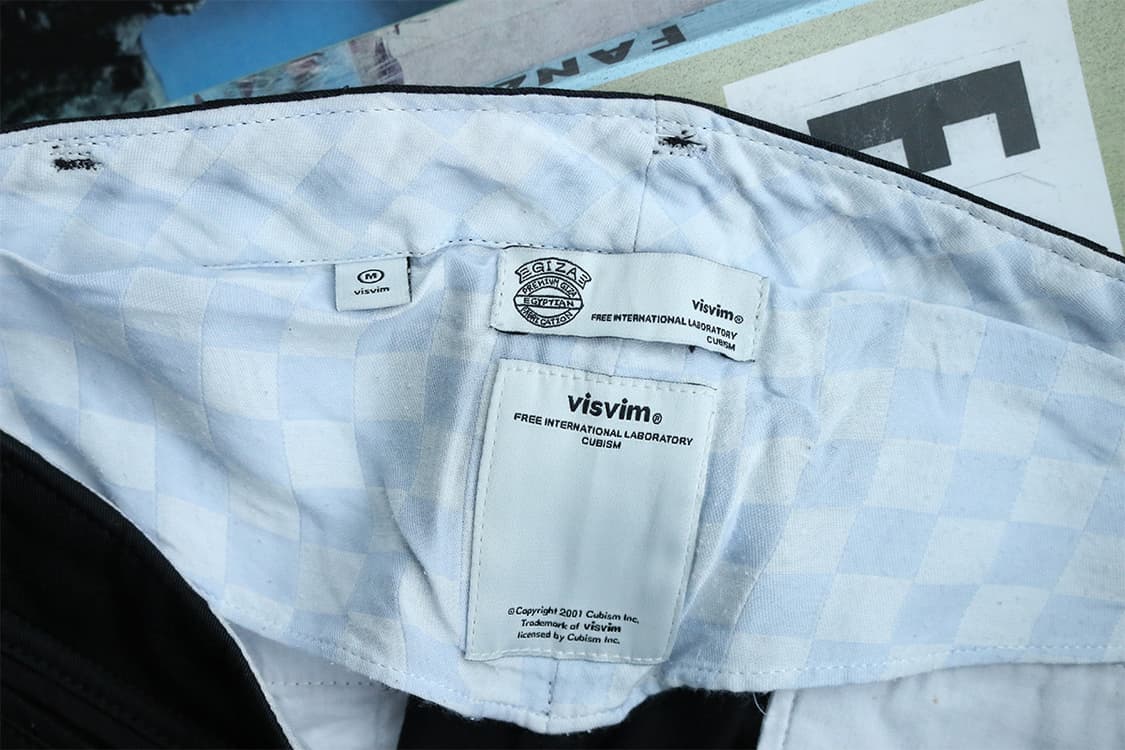 FANZ
E
M
visvim
GIZA
PREMIUM GIZA
EGYPTIAN
FABRICATION
visvim®
FREE INTERNATIONAL LABORATORY
CUBISM
visvim®
FREE INTERNATIONAL LABORATORY
CUBISM
©Copyright 2001 Cubism Inc.
Trademark of visvim
licensed by Cubism Inc.